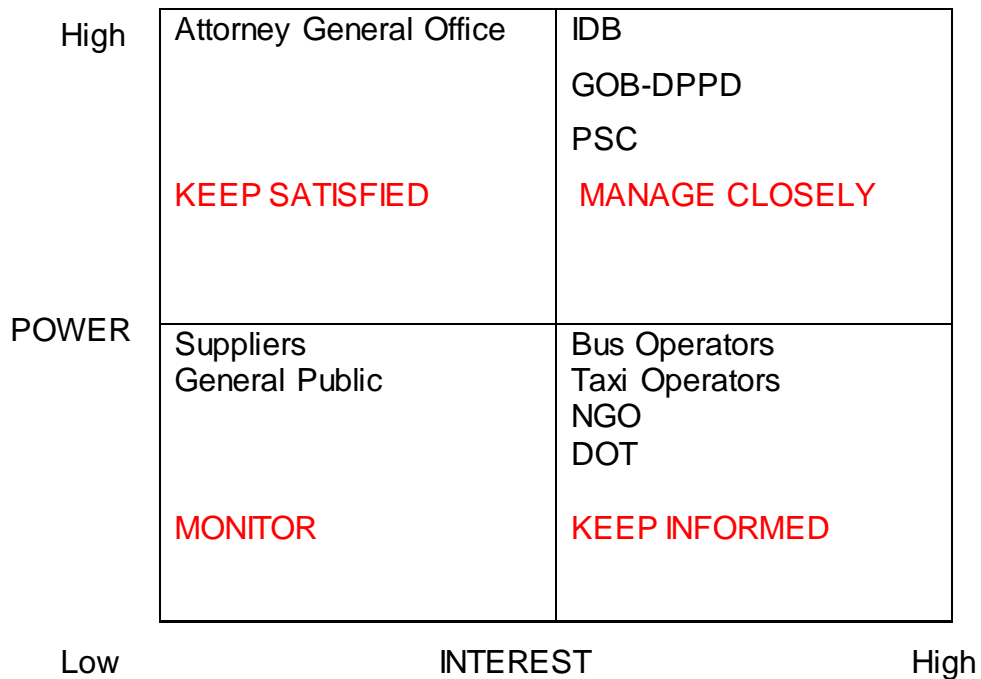 High
Attorney General Office
IDB
GOB-DPPD
PSC
KEEP SATISFIED
MANAGE CLOSELY
POWER
Suppliers
General Public
Bus Operators
Taxi Operators
NGO
DOT
MONITOR
KEEP INFORMED
Low
INTEREST
High